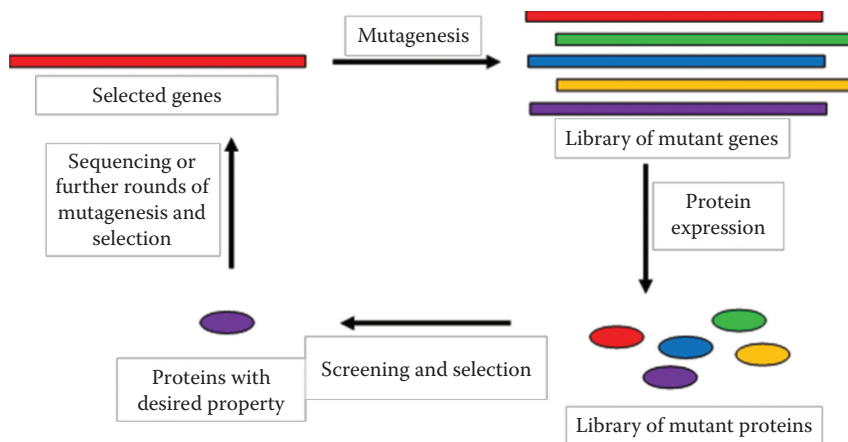 Mutagenesis
Selected genes
Library of mutant genes
Sequencing or
further rounds of
mutagenesis and
selection
Protein
expression
Proteins with
desired property
Screening and selection
Library of mutant proteins